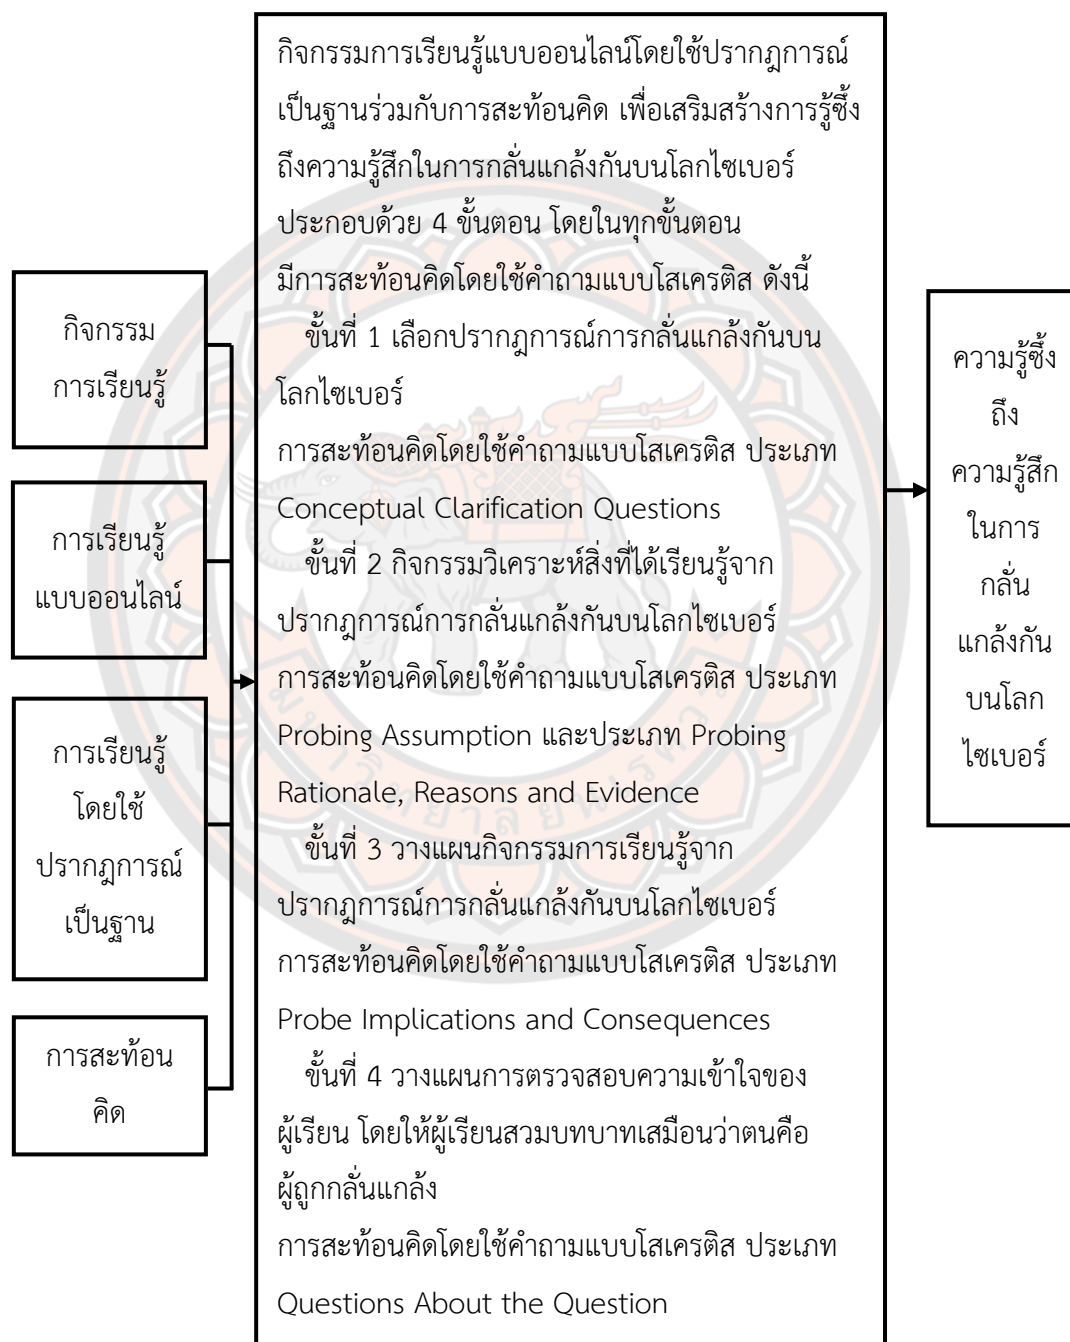 กิจกรรม
การเรียนรู้
การเรียนรู้
แบบออนไลน์
การเรียนรู้
โดยใช้
ปรากฏการณ์
เป็นฐาน
การสะท้อน
คิด
กิจกรรมการเรียนรู้แบบออนไลน์โดยใช้ปรากฏการณ์
เป็นฐานร่วมกับการสะท้อนคิด เพื่อเสริมสร้างการรู้ซึ้ง
ถึงความรู้สึกในการกลั่นแกล้งกันบนโลกไซเบอร์
ประกอบด้วย 4 ขั้นตอน โดยในทุกขั้นตอน
มีการสะท้อนคิดโดยใช้คำถามแบบโสเครติส ดังนี้
ขั้นที่ 1 เลือกปรากฏการณ์การกลั่นแกล้งกันบน
โลกไซเบอร์
การสะท้อนคิดโดยใช้คำถามแบบโสเครติส ประเภท
Conceptual Clarification Questions
ขั้นที่ 2 กิจกรรมวิเคราะห์สิ่งที่ได้เรียนรู้จาก
ปรากฏการณ์การกลั่นแกล้งกันบนโลกไซเบอร์
การสะท้อนคิดโดยใช้คำถามแบบโสเครติส ประเภท
Probing Assumption และประเภท Probing
Rationale, Reasons and Evidence
ขั้นที่ 3 วางแผนกิจกรรมการเรียนรู้จาก
ปรากฏการณ์การกลั่นแกล้งกันบนโลกไซเบอร์
การสะท้อนคิดโดยใช้คำถามแบบโสเครติส ประเภท
Probe Implications and Consequences
ขั้นที่ 4 วางแผนการตรวจสอบความเข้าใจของ
ผู้เรียน โดยให้ผู้เรียนสวมบทบาทเสมือนว่าตนคือ
ผู้ถูกกลั่นแกล้ง
การสะท้อนคิดโดยใช้คำถามแบบโสเครติส ประเภท
Questions About the Question
ความรู้ซึ้ง
ถึง
ความรู้สึก
ในการ
กลั่น
แกล้งกัน
บนโลก
ไซเบอร์
มหาวิทยาลัยนเรศวร